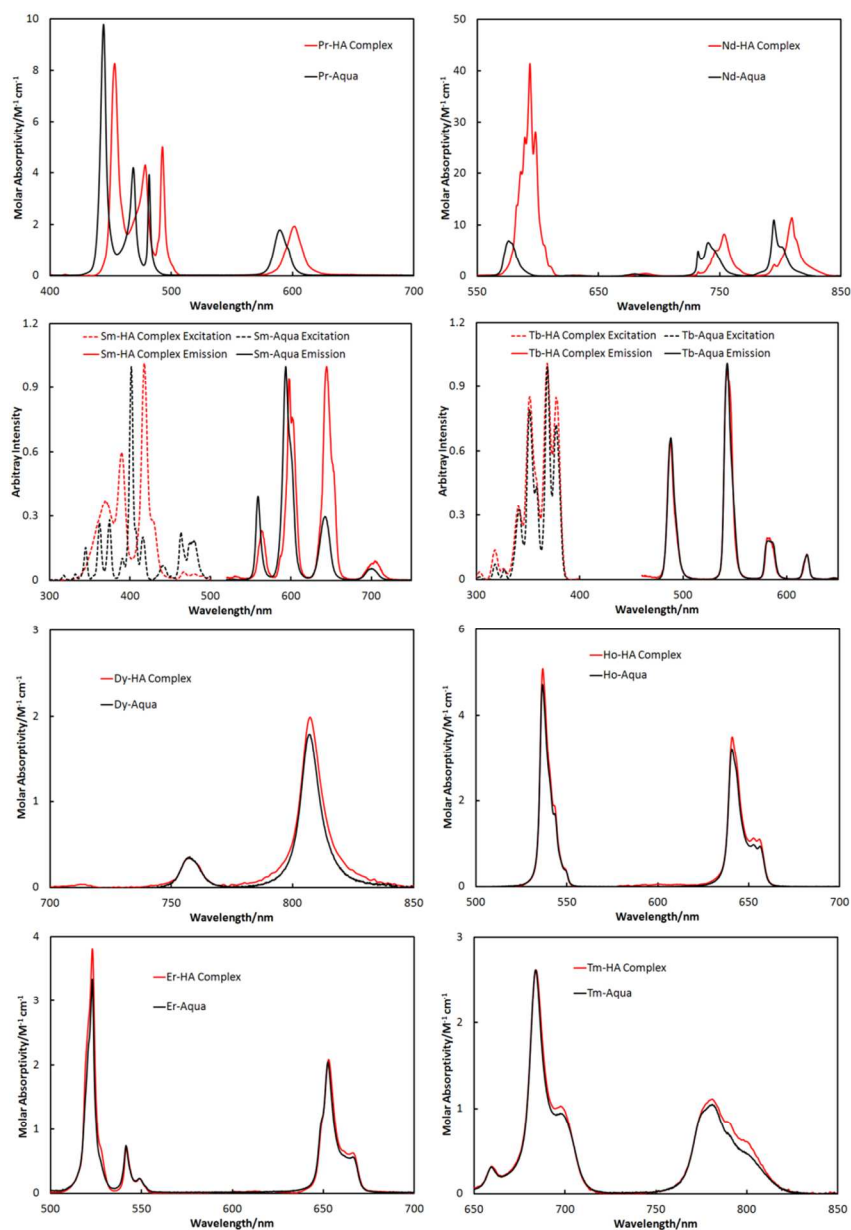 10
8
6
4
2
0
Molar Absorptivity/M⁻¹ cm⁻¹
Pr-HA Complex
Pr-Aqua
400 500 600 700
Wavelength/nm
50
40
30
20
10
0
Molar Absorptivity/M⁻¹ cm⁻¹
Nd-HA Complex
Nd-Aqua
550 650 750 850
Wavelength/nm
1.2
0.9
0.6
0.3
0
Arbitray Intensity
Sm-HA Complex Excitation Sm-Aqua Excitation
Sm-HA Complex Emission Sm-Aqua Emission
300 400 500 600 700
Wavelength/nm
1.2
0.9
0.6
0.3
0
Arbitray Intensity
Tb-HA Complex Excitation Tb-Aqua Excitation
Tb-HA Complex Emission Tb-Aqua Emission
300 400 500 600
Wavelength/nm
3
2
1
0
Molar Absorptivity/M⁻¹ cm⁻¹
Dy-HA Complex
Dy-Aqua
700 750 800 850
Wavelength/nm
6
4
2
0
Molar Absorptivity/M⁻¹ cm⁻¹
Ho-HA Complex
Ho-Aqua
500 550 600 650 700
Wavelength/nm
4
3
2
1
0
Molar Absorptivity/M⁻¹ cm⁻¹
Er-HA Complex
Er-Aqua
500 550 600 650 700
Wavelength/nm
3
2
1
0
Molar Absorptivity/M⁻¹ cm⁻¹
Tm-HA Complex
Tm-Aqua
650 700 750 800 850
Wavelength/nm